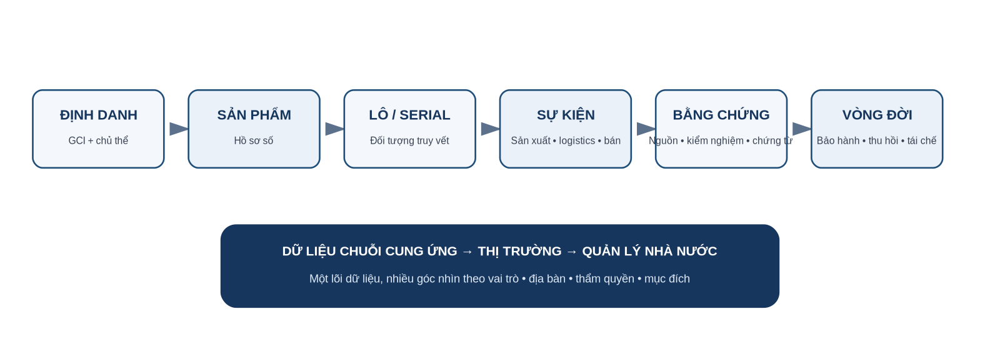 ĐỊNH DANH
GCI + chủ thể
SẢN PHẨM
Hồ sơ số
LÔ / SERIAL
Đối tượng truy vết
SỰ KIỆN
Sản xuất • logistics • bán
BẰNG CHỨNG
Nguồn • kiểm nghiệm • chứng từ
VÒNG ĐỜI
Bảo hành • thu hồi • tái chế
DỮ LIỆU CHUỖI CUNG ỨNG → THỊ TRƯỜNG → QUẢN LÝ NHÀ NƯỚC
Một lõi dữ liệu, nhiều góc nhìn theo vai trò • địa bàn • thẩm quyền • mục đích